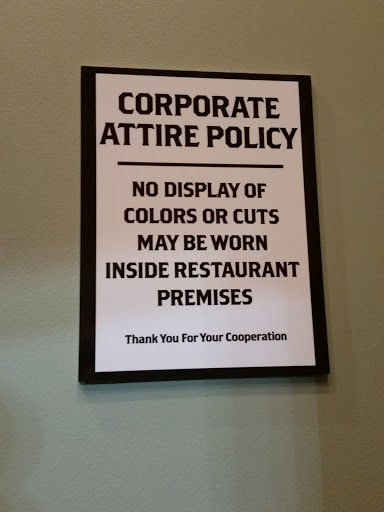 CORPORATE
ATTIRE POLICY
NO DISPLAY OF
COLORS OR CUTS
MAY BE WORN
INSIDE RESTAURANT
PREMISES
Thank You For Your Cooperation